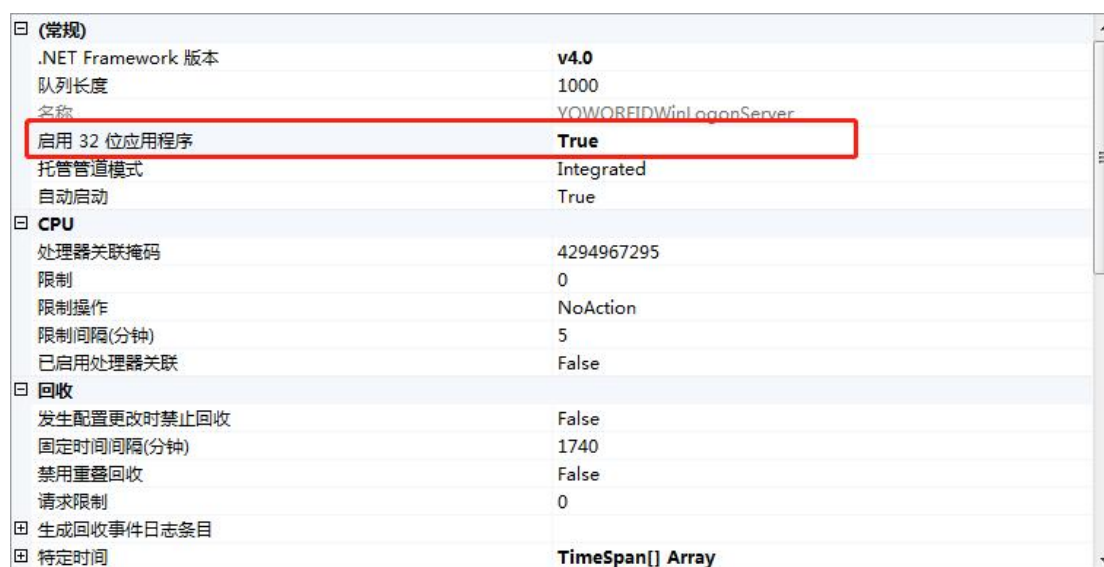 (常规)
.NET Framework 版本 v4.0
队列长度 1000
名称 YOWORFIDWinLogonServer
启用 32 位应用程序 True
托管管道模式 Integrated
自动启动 True
CPU
处理器关联掩码 4294967295
限制 0
限制操作 NoAction
限制间隔(分钟) 5
已启用处理器关联 False
回收
发生配置更改时禁止回收 False
固定时间间隔(分钟) 1740
禁用重叠回收 False
请求限制 0
生成回收事件日志条目
特定时间 TimeSpan[] Array